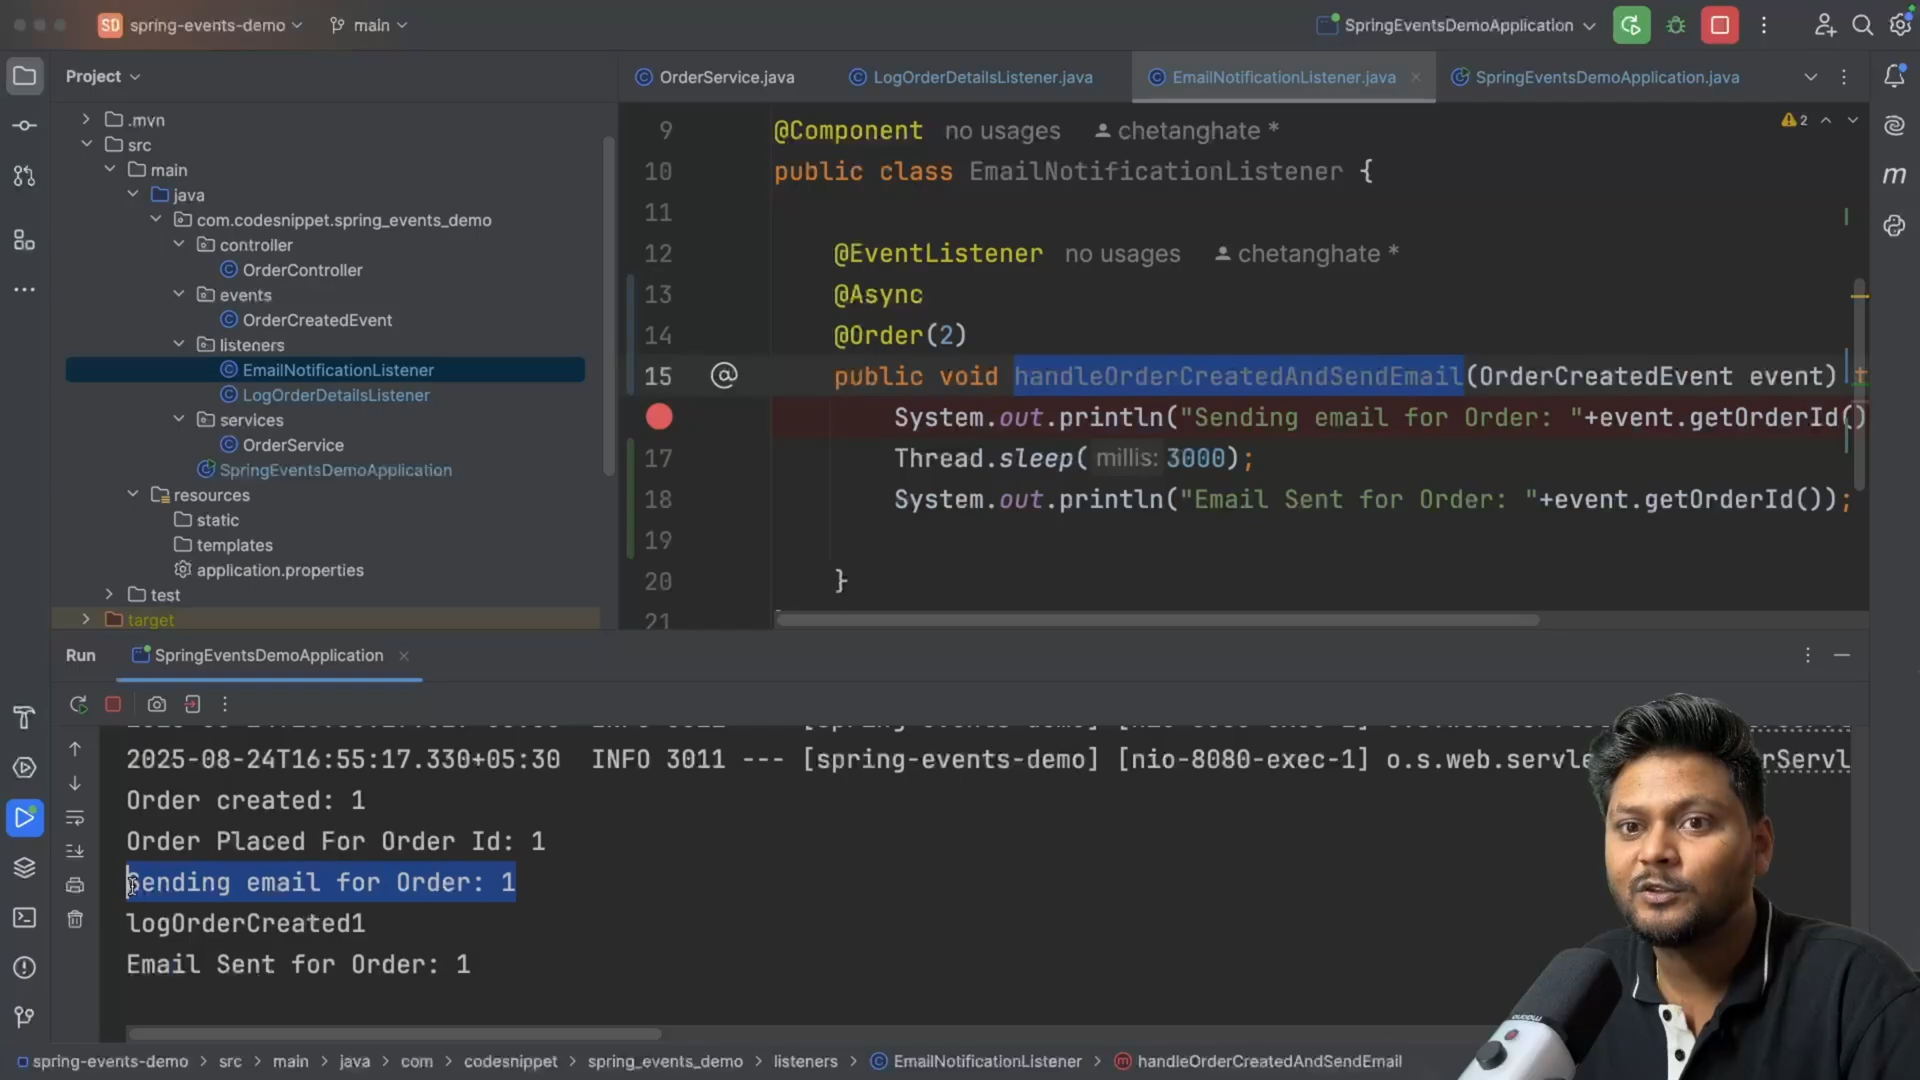 SD spring-events-demo main SpringEventsDemoApplication
Project
OrderService.java LogOrderDetailsListener.java EmailNotificationListener.java SpringEventsDemoApplication.java
.mvn
src
main
java
com.codesnippet.spring_events_demo
controller
OrderController
events
OrderCreatedEvent
listeners
EmailNotificationListener
LogOrderDetailsListener
services
OrderService
SpringEventsDemoApplication
resources
static
templates
application.properties
test
target
2
9 @Component no usages chetanghate *
10 public class EmailNotificationListener {
11
12 @EventListener no usages chetanghate *
13 @Async
14 @Order(2)
15 public void handleOrderCreatedAndSendEmail(OrderCreatedEvent event) t
System.out.println("Sending email for Order: "+event.getOrderId()
17 Thread.sleep( millis: 3000);
18 System.out.println("Email Sent for Order: "+event.getOrderId());
19
20 }
21
Run SpringEventsDemoApplication
2025-08-24T16:55:17.330+05:30 INFO 3011 --- [spring-events-demo] [nio-8080-exec-1] o.s.web.servle rServl
Order created: 1
Order Placed For Order Id: 1
Sending email for Order: 1
logOrderCreated1
Email Sent for Order: 1
spring-events-demo > src > main > java > com > codesnippet > spring_events_demo > listeners > EmailNotificationListener > handleOrderCreatedAndSendEmail